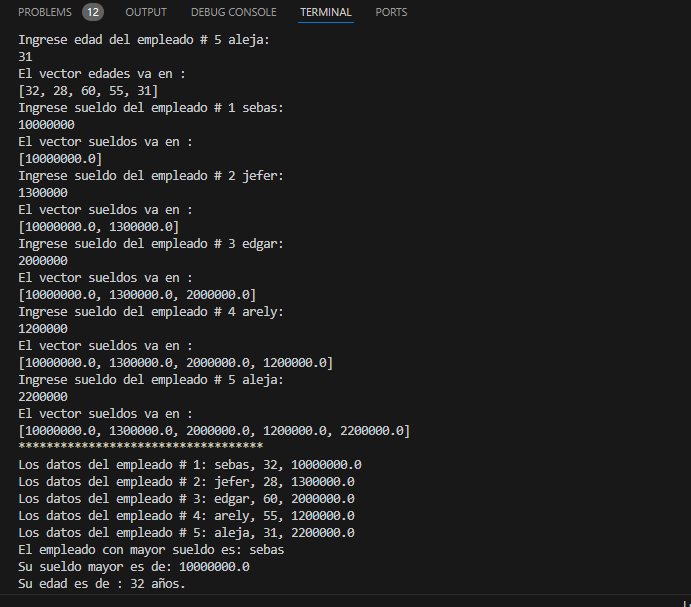 PROBLEMS 12 OUTPUT DEBUG CONSOLE TERMINAL PORTS
Ingrese edad del empleado # 5 aleja:
31
El vector edades va en :
[32, 28, 60, 55, 31]
Ingrese sueldo del empleado # 1 sebas:
10000000
El vector sueldos va en :
[10000000.0]
Ingrese sueldo del empleado # 2 jefer:
1300000
El vector sueldos va en :
[10000000.0, 1300000.0]
Ingrese sueldo del empleado # 3 edgar:
2000000
El vector sueldos va en :
[10000000.0, 1300000.0, 2000000.0]
Ingrese sueldo del empleado # 4 arely:
1200000
El vector sueldos va en :
[10000000.0, 1300000.0, 2000000.0, 1200000.0]
Ingrese sueldo del empleado # 5 aleja:
2200000
El vector sueldos va en :
[10000000.0, 1300000.0, 2000000.0, 1200000.0, 2200000.0]
***********************************
Los datos del empleado # 1: sebas, 32, 10000000.0
Los datos del empleado # 2: jefer, 28, 1300000.0
Los datos del empleado # 3: edgar, 60, 2000000.0
Los datos del empleado # 4: arely, 55, 1200000.0
Los datos del empleado # 5: aleja, 31, 2200000.0
El empleado con mayor sueldo es: sebas
Su sueldo mayor es de: 10000000.0
Su edad es de : 32 años.